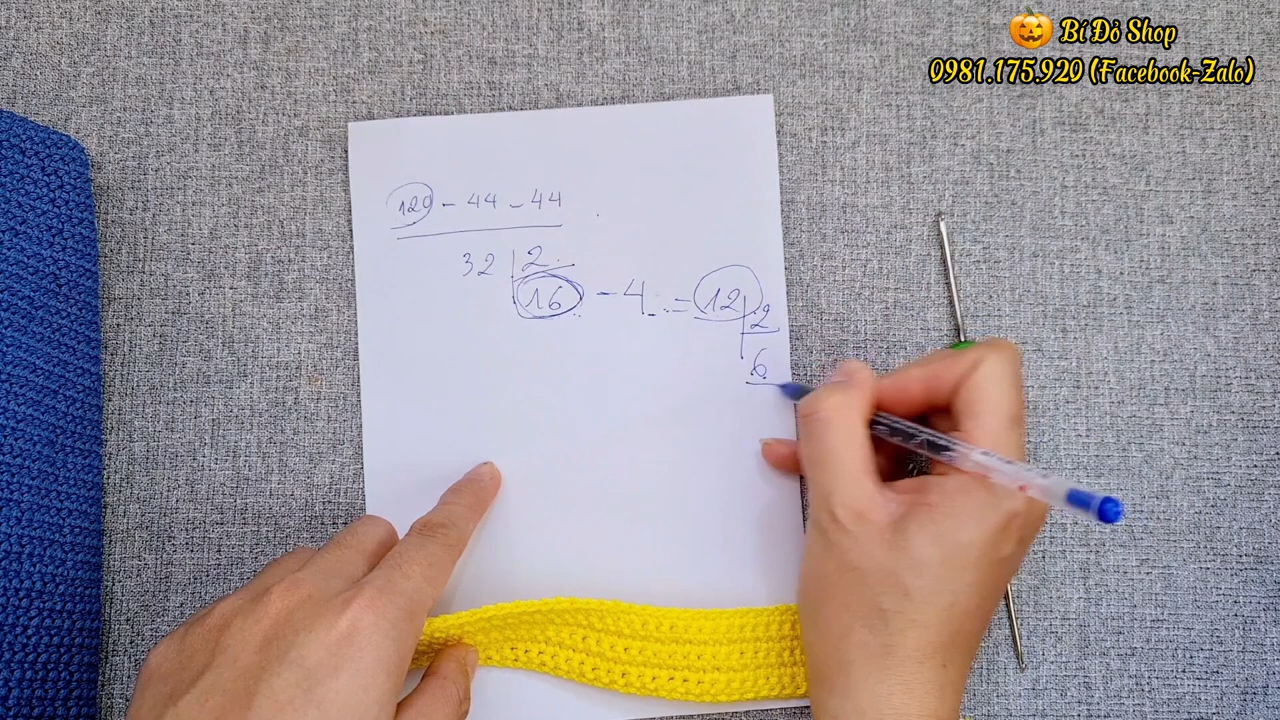 Bí Đỏ Shop
0981.175.920 (Facebook-Zalo)
120 - 44 - 44
32 2
16 - 4 = 12 2
6